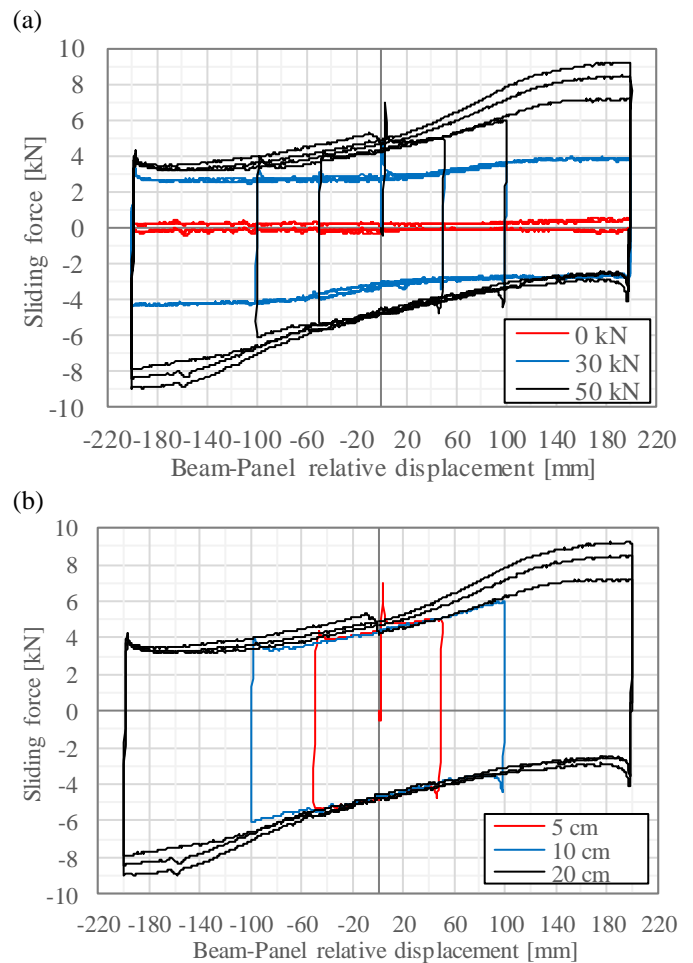 (a)
10
8
6
4
2
0
-2
-4
-6
-8
-10
Sliding force [kN]
0 kN
30 kN
50 kN
-220 -180 -140 -100 -60 -20 20 60 100 140 180 220
Beam-Panel relative displacement [mm]
(b)
10
8
6
4
2
0
-2
-4
-6
-8
-10
Sliding force [kN]
5 cm
10 cm
20 cm
-220 -180 -140 -100 -60 -20 20 60 100 140 180 220
Beam-Panel relative displacement [mm]